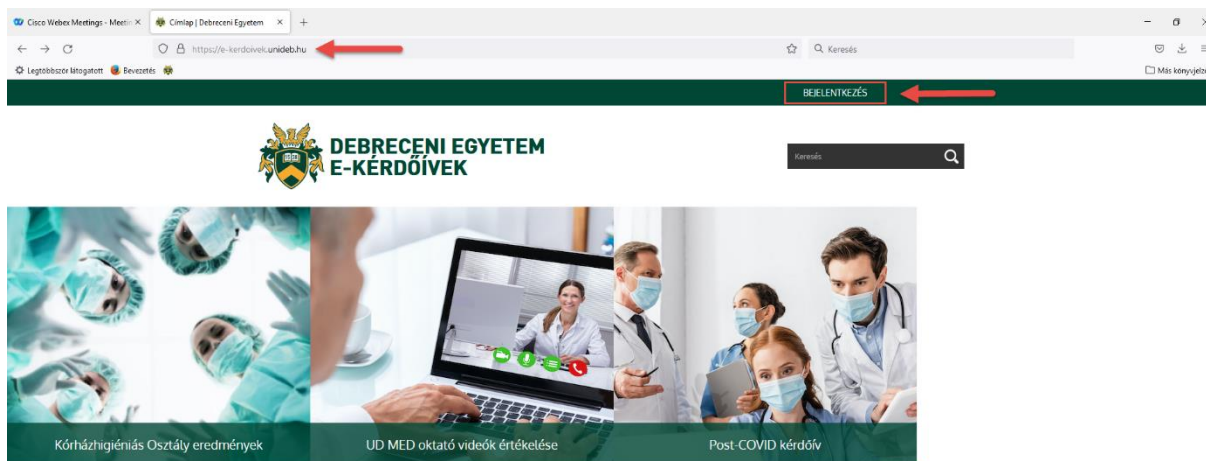 Cisco Webex Meetings - Meetin
Címlap | Debreceni Egyetem
https://e-kerdoivek.unideb.hu
Keresés
Legtöbbször látogatott Bevezetés
Más könyvjelző
BEJELENTKEZÉS
DEBRECENI EGYETEM
E-KÉRDŐÍVEK
Keresés
Kórházhigiéniás Osztály eredmények
UD MED oktató videók értékelése
Post-COVID kérdőív